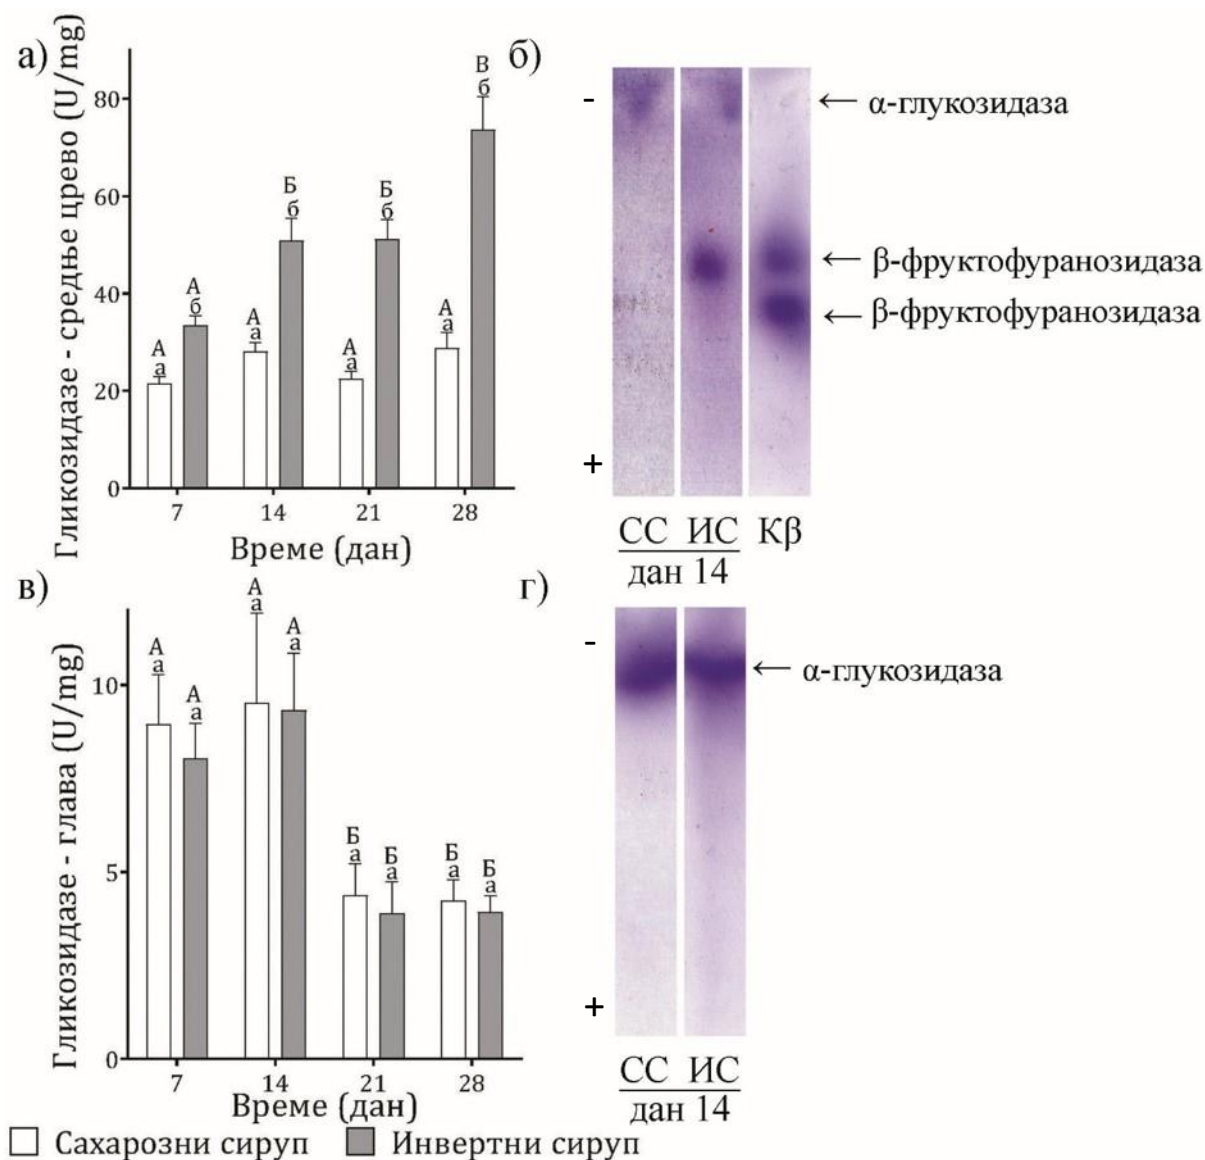 а)
Гликозидазе - средње црево (U/mg)
80
60
40
20
0
А
а
А
б
А
а
Б
б
А
а
Б
б
А
а
В
б
7 14 21 28
Време (дан)
б)
-
+
← α-глукозидаза
← β-фруктофуранозидаза
← β-фруктофуранозидаза
СС ИС Кβ
дан 14
в)
Гликозидазе - глава (U/mg)
10
5
0
А
а
А
а
А
а
А
а
Б
а
Б
а
Б
а
Б
а
7 14 21 28
Време (дан)
г)
-
+
← α-глукозидаза
СС ИС
дан 14
Сахарозни сируп Инвертни сируп